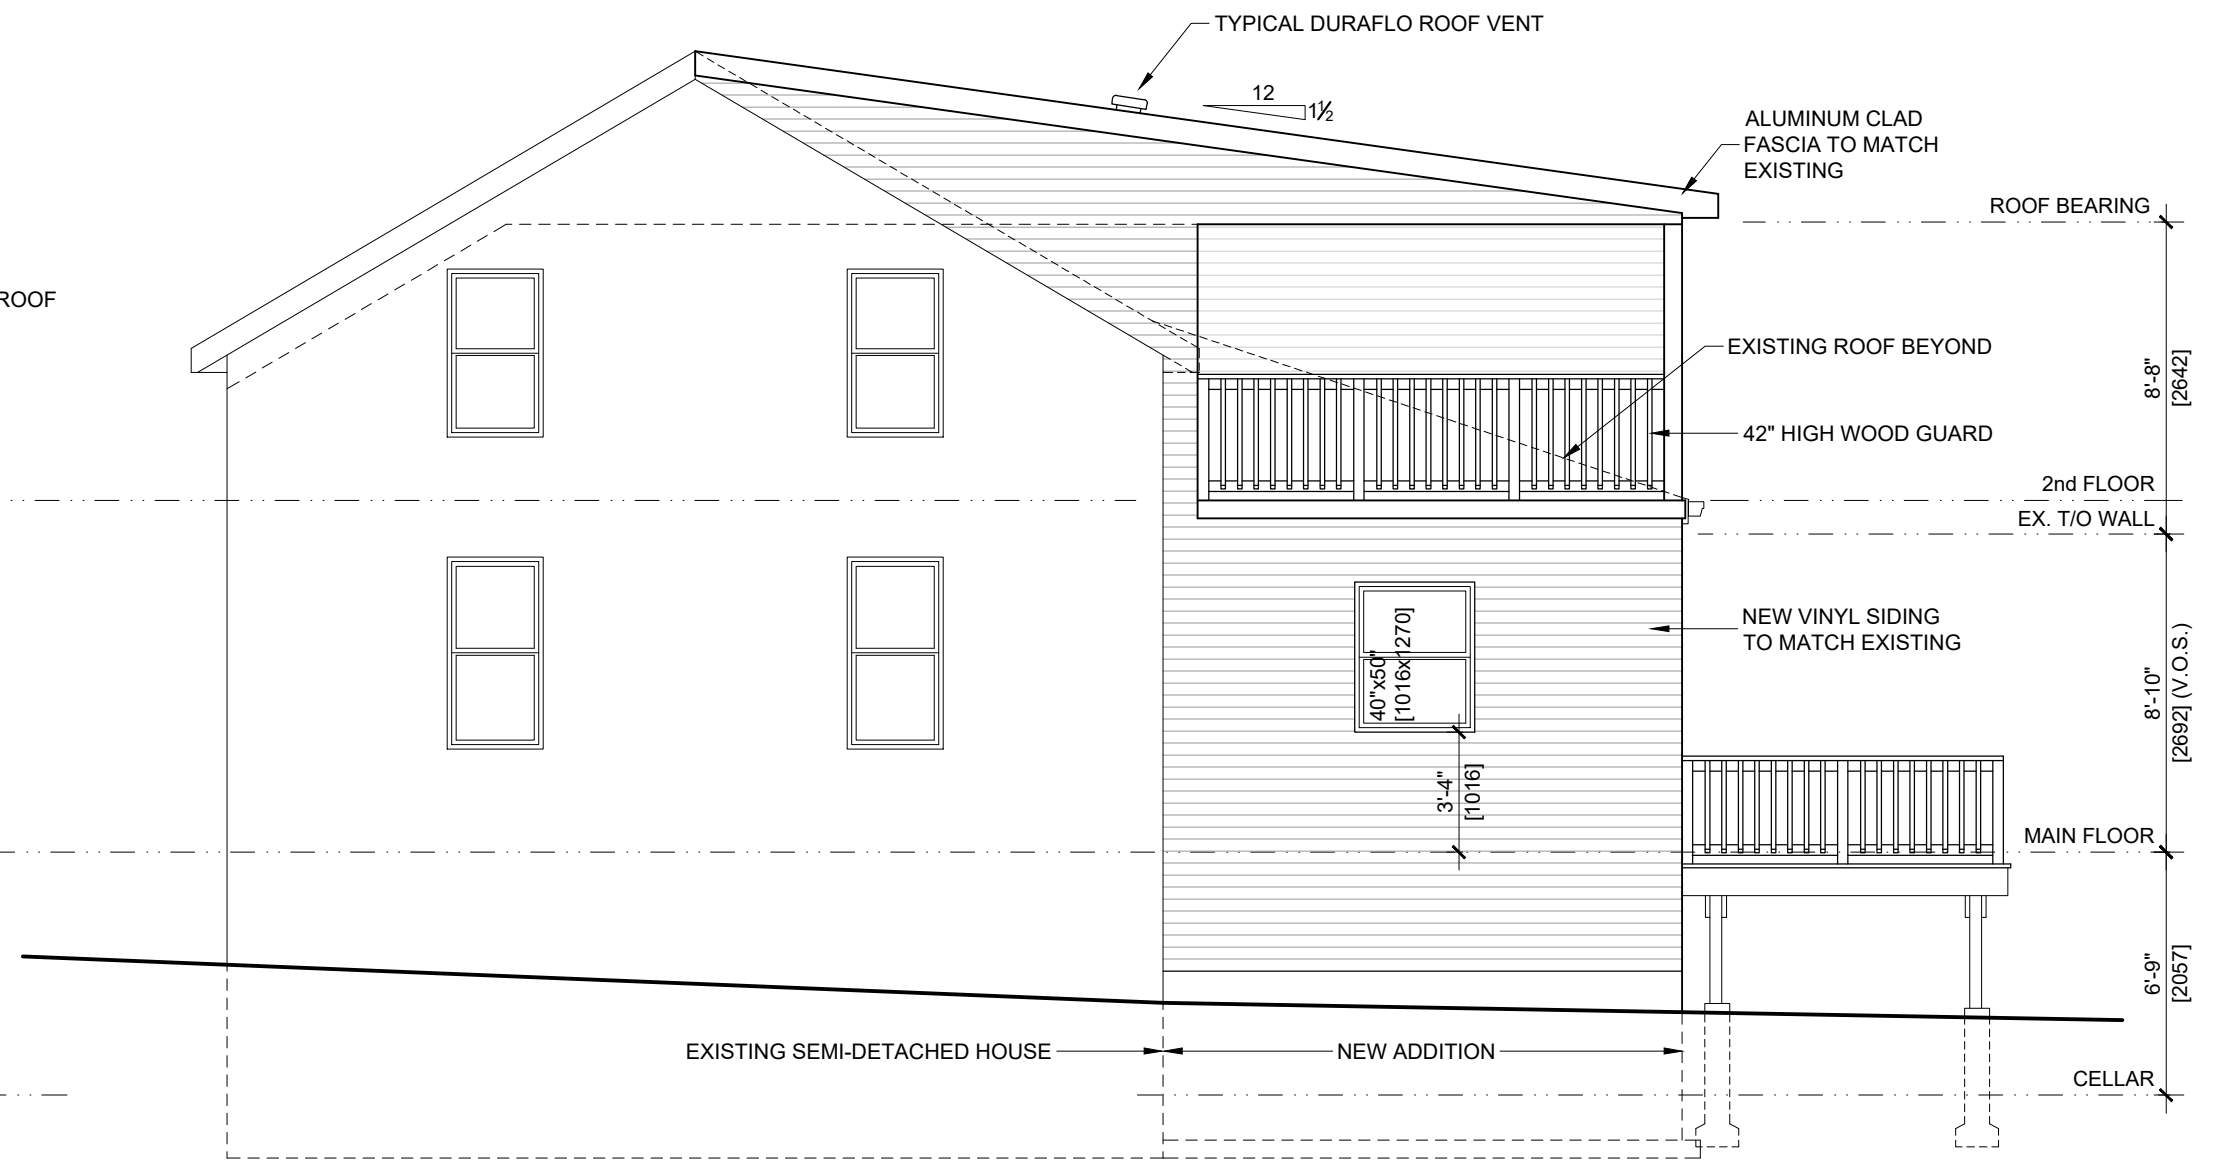 TYPICAL DURAFLO ROOF VENT
12
1½
ALUMINUM CLAD
FASCIA TO MATCH
EXISTING
ROOF BEARING
ROOF
EXISTING ROOF BEYOND
8'-8"
[2642]
42" HIGH WOOD GUARD
2nd FLOOR
EX. T/O WALL
NEW VINYL SIDING
TO MATCH EXISTING
40"x50"
[1016x1270]
8'-10"
[2692] (V.O.S.)
3'-4"
[1016]
MAIN FLOOR
6'-9"
[2057]
EXISTING SEMI-DETACHED HOUSE
NEW ADDITION
CELLAR